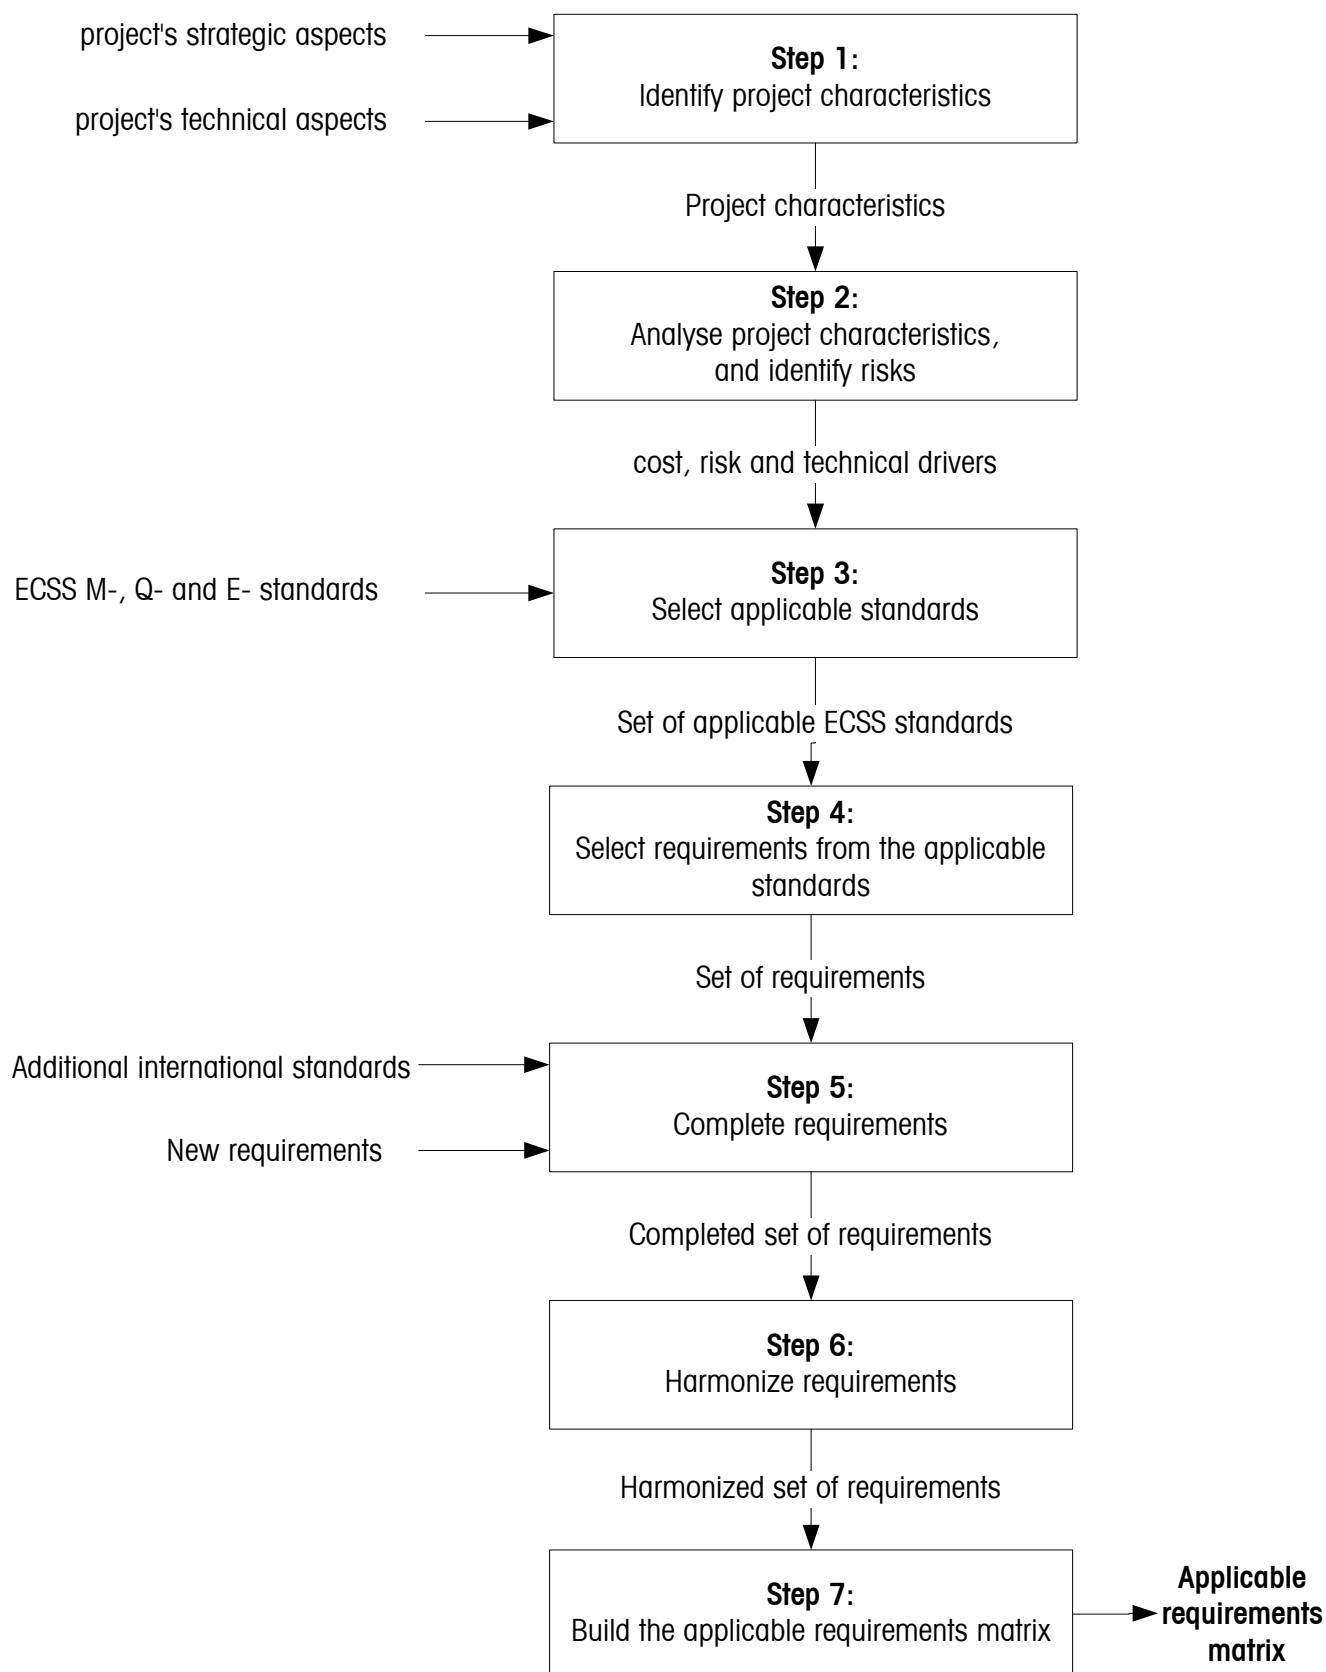 project's strategic aspects
Step 1:
Identify project characteristics
project's technical aspects
Project characteristics
Step 2:
Analyse project characteristics,
and identify risks
cost, risk and technical drivers
ECSS M-, Q- and E- standards
Step 3:
Select applicable standards
Set of applicable ECSS standards
Step 4:
Select requirements from the applicable
standards
Set of requirements
Additional international standards
Step 5:
Complete requirements
New requirements
Completed set of requirements
Step 6:
Harmonize requirements
Harmonized set of requirements
Step 7:
Build the applicable requirements matrix
Applicable
requirements
matrix